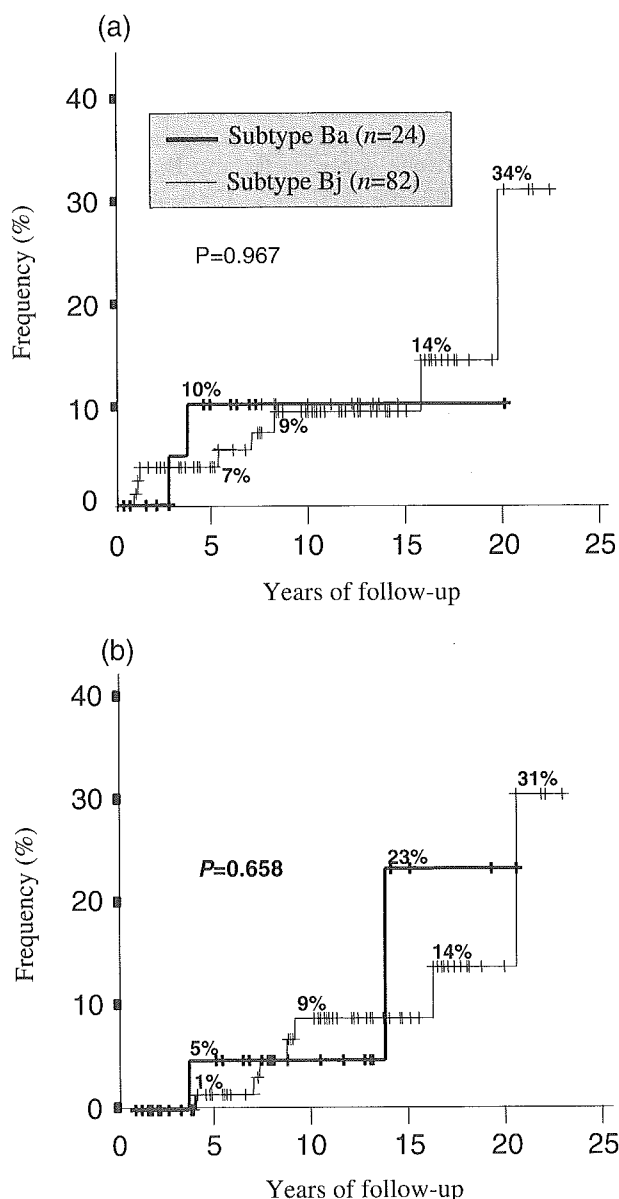 (a)
40
30
20
10
0
Frequency (%)
Subtype Ba (n=24)
Subtype Bj (n=82)
P=0.967
10%
7%
9%
14%
34%
0 5 10 15 20 25
Years of follow-up
(b)
40
30
20
10
0
Frequency (%)
P=0.658
5%
1%
9%
23%
14%
31%
0 5 10 15 20 25
Years of follow-up